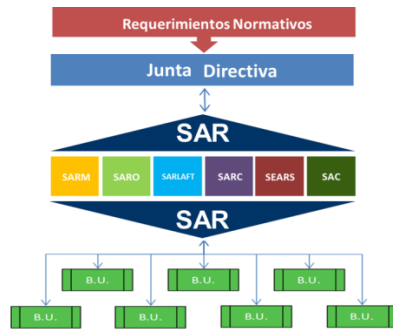 Requerimientos Normativos
Junta Directiva
SAR
SARM SARO SARLAFT SARC SEARS SAC
SAR
B.U. B.U. B.U.
B.U. B.U. B.U. B.U.